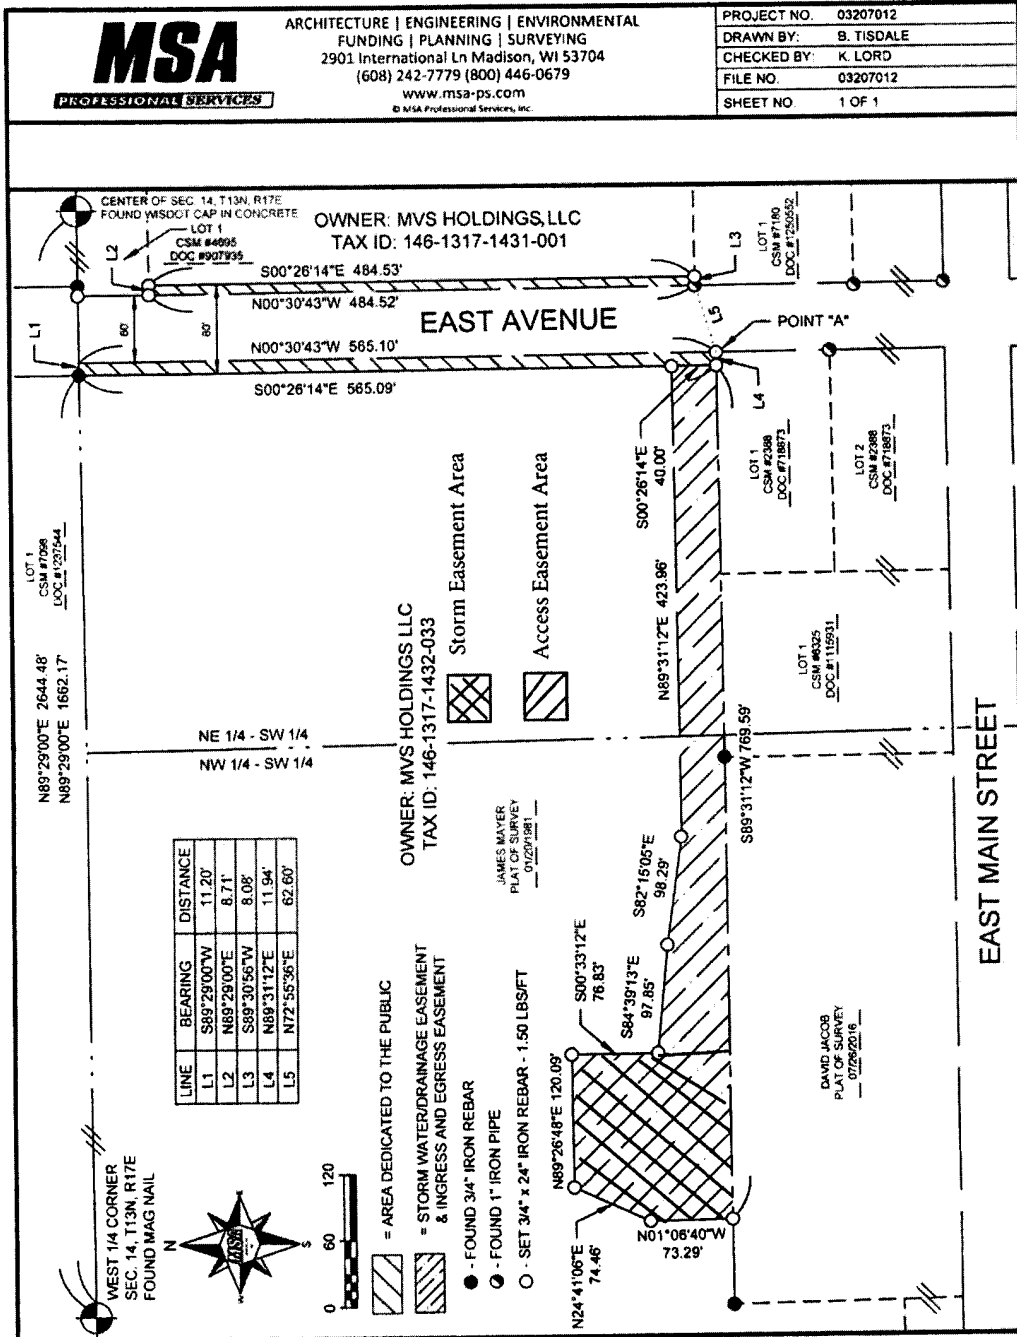 MSA
PROFESSIONAL SERVICES
ARCHITECTURE | ENGINEERING | ENVIRONMENTAL
FUNDING | PLANNING | SURVEYING
2901 International Ln Madison, WI 53704
(608) 242-7779 (800) 446-0679
www.msa-ps.com
© MSA Professional Services, Inc.
PROJECT NO. 03207012
DRAWN BY: B. TISDALE
CHECKED BY: K. LORD
FILE NO. 03207012
SHEET NO. 1 OF 1
CENTER OF SEC. 14, T13N, R17E
FOUND WISDOT CAP IN CONCRETE
LOT 1
CSM #4695
DOC #907935
L2
OWNER: MVS HOLDINGS, LLC
TAX ID: 146-1317-1431-001
L3
LOT 1
CSM #7180
DOC #1250552
S00°26'14"E 484.53'
N00°30'43"W 484.52'
EAST AVENUE
L5
POINT "A"
L1
60'
80'
N00°30'43"W 565.10'
S00°26'14"E 565.09'
L4
S00°26'14"E
40.00'
LOT 1
CSM #2388
DOC #718673
LOT 2
CSM #2388
DOC #718673
LOT 1
CSM #7098
DOC #1237544
Storm Easement Area
Access Easement Area
N89°31'12"E 423.96'
OWNER: MVS HOLDINGS LLC
TAX ID: 146-1317-1432-033
LOT 1
CSM #6325
DOC #1115931
N89°29'00"E 2644.48'
N89°29'00"E 1662.17'
NE 1/4 - SW 1/4
NW 1/4 - SW 1/4
S89°31'12"W 769.59'
EAST MAIN STREET
JAMES MAYER
PLAT OF SURVEY
01/20/1981
S82°15'05"E
98.29'
LINE BEARING DISTANCE
L1 S89°29'00"W 11.20'
L2 N89°29'00"E 8.71'
L3 S89°30'56"W 8.08'
L4 N89°31'12"E 11.94'
L5 N72°55'36"E 62.60'
S00°33'12"E
76.83'
S84°39'13"E
97.85'
DAVID JACOB
PLAT OF SURVEY
07/26/2016
N89°26'48"E 120.09'
N24°41'06"E
74.46'
N01°06'40"W
73.29'
WEST 1/4 CORNER
SEC. 14, T13N, R17E
FOUND MAG NAIL
N
S
W
MSA
0 60 120
= AREA DEDICATED TO THE PUBLIC
= STORM WATER/DRAINAGE EASEMENT
& INGRESS AND EGRESS EASEMENT
- FOUND 3/4" IRON REBAR
- FOUND 1" IRON PIPE
- SET 3/4" x 24" IRON REBAR - 1.50 LBS/FT